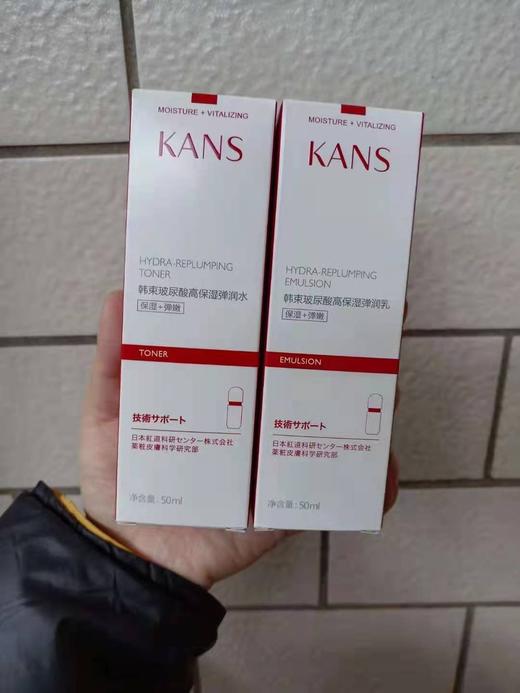 MOISTURE + VITALIZING
KANS
HYDRA-REPLUMPING
TONER
韩束玻尿酸高保湿弹润水
保湿+弹嫩
TONER
技術サポート
日本紅道科研センター株式会社
薬粧皮膚科学研究部
净含量: 50ml
MOISTURE + VITALIZING
KANS
HYDRA-REPLUMPING
EMULSION
韩束玻尿酸高保湿弹润乳
保湿+弹嫩
EMULSION
技術サポート
日本紅道科研センター株式会社
薬粧皮膚科学研究部
净含量: 50ml